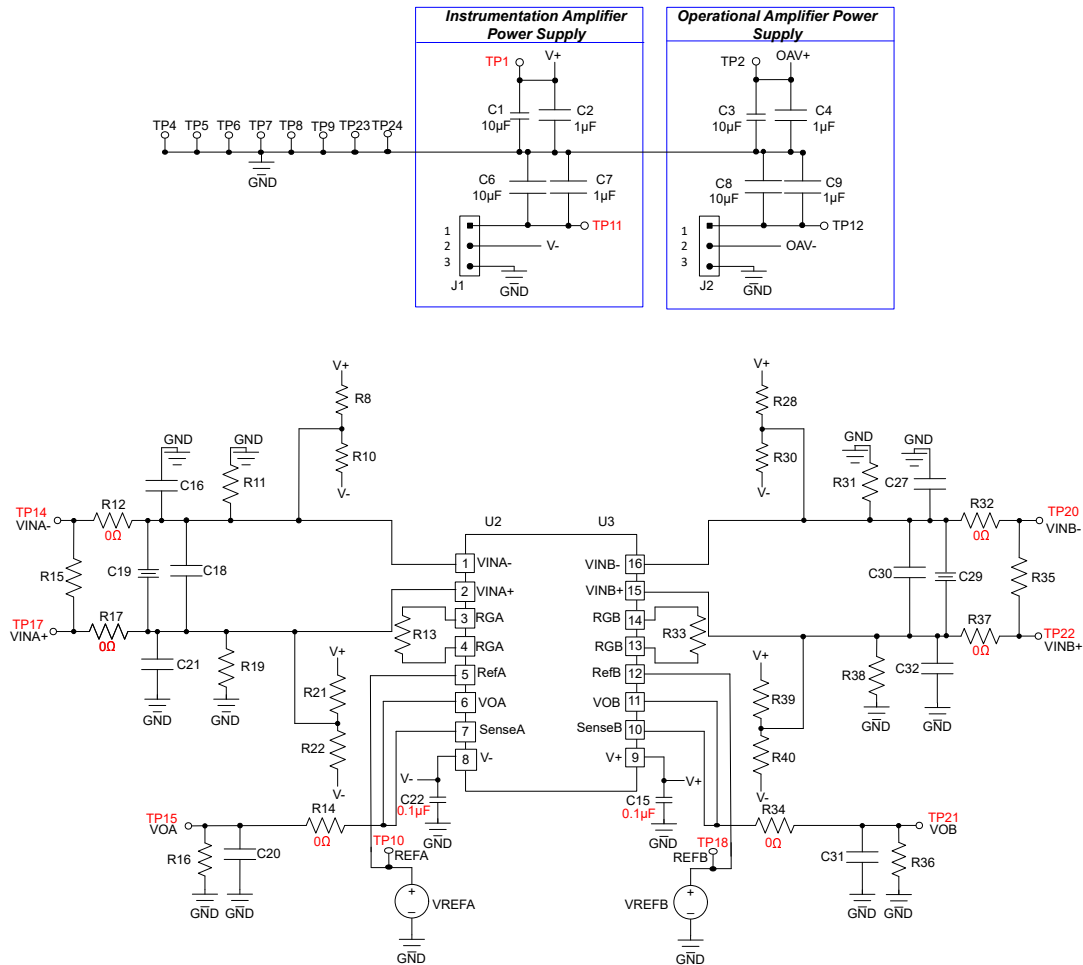 Instrumentation Amplifier
Power Supply
Operational Amplifier Power
Supply
TP1
V+
TP2
OAV+
C1
10µF
C2
1µF
C3
10µF
C4
1µF
TP4
TP5
TP6
TP7
TP8
TP9
TP23
TP24
GND
C6
10µF
C7
1µF
C8
10µF
C9
1µF
1
2
3
TP11
V-
GND
J1
1
2
3
TP12
OAV-
GND
J2
V+
R8
R10
V-
V+
R28
R30
V-
GND
C16
GND
R11
GND
R31
GND
C27
TP14
VINA-
R12
0Ω
R15
C19
C18
TP17
VINA+
R17
0Ω
C21
GND
R19
GND
V+
R21
R22
V-
U2
U3
1
VINA-
2
VINA+
3
RGA
4
RGA
5
RefA
6
VOA
7
SenseA
8
V-
R13
VINB-
16
VINB+
15
RGB
14
RGB
13
RefB
12
VOB
11
SenseB
10
V+
9
R33
R32
0Ω
TP20
VINB-
C30
C29
R35
R37
0Ω
TP22
VINB+
R38
GND
C32
GND
V+
R39
R40
V-
V-
C22
0.1µF
GND
V+
C15
0.1µF
GND
TP15
VOA
R14
0Ω
R16
GND
C20
GND
TP10
REFA
VREFA
+
-
GND
TP18
REFB
VREFB
+
-
GND
R34
0Ω
TP21
VOB
C31
GND
R36
GND